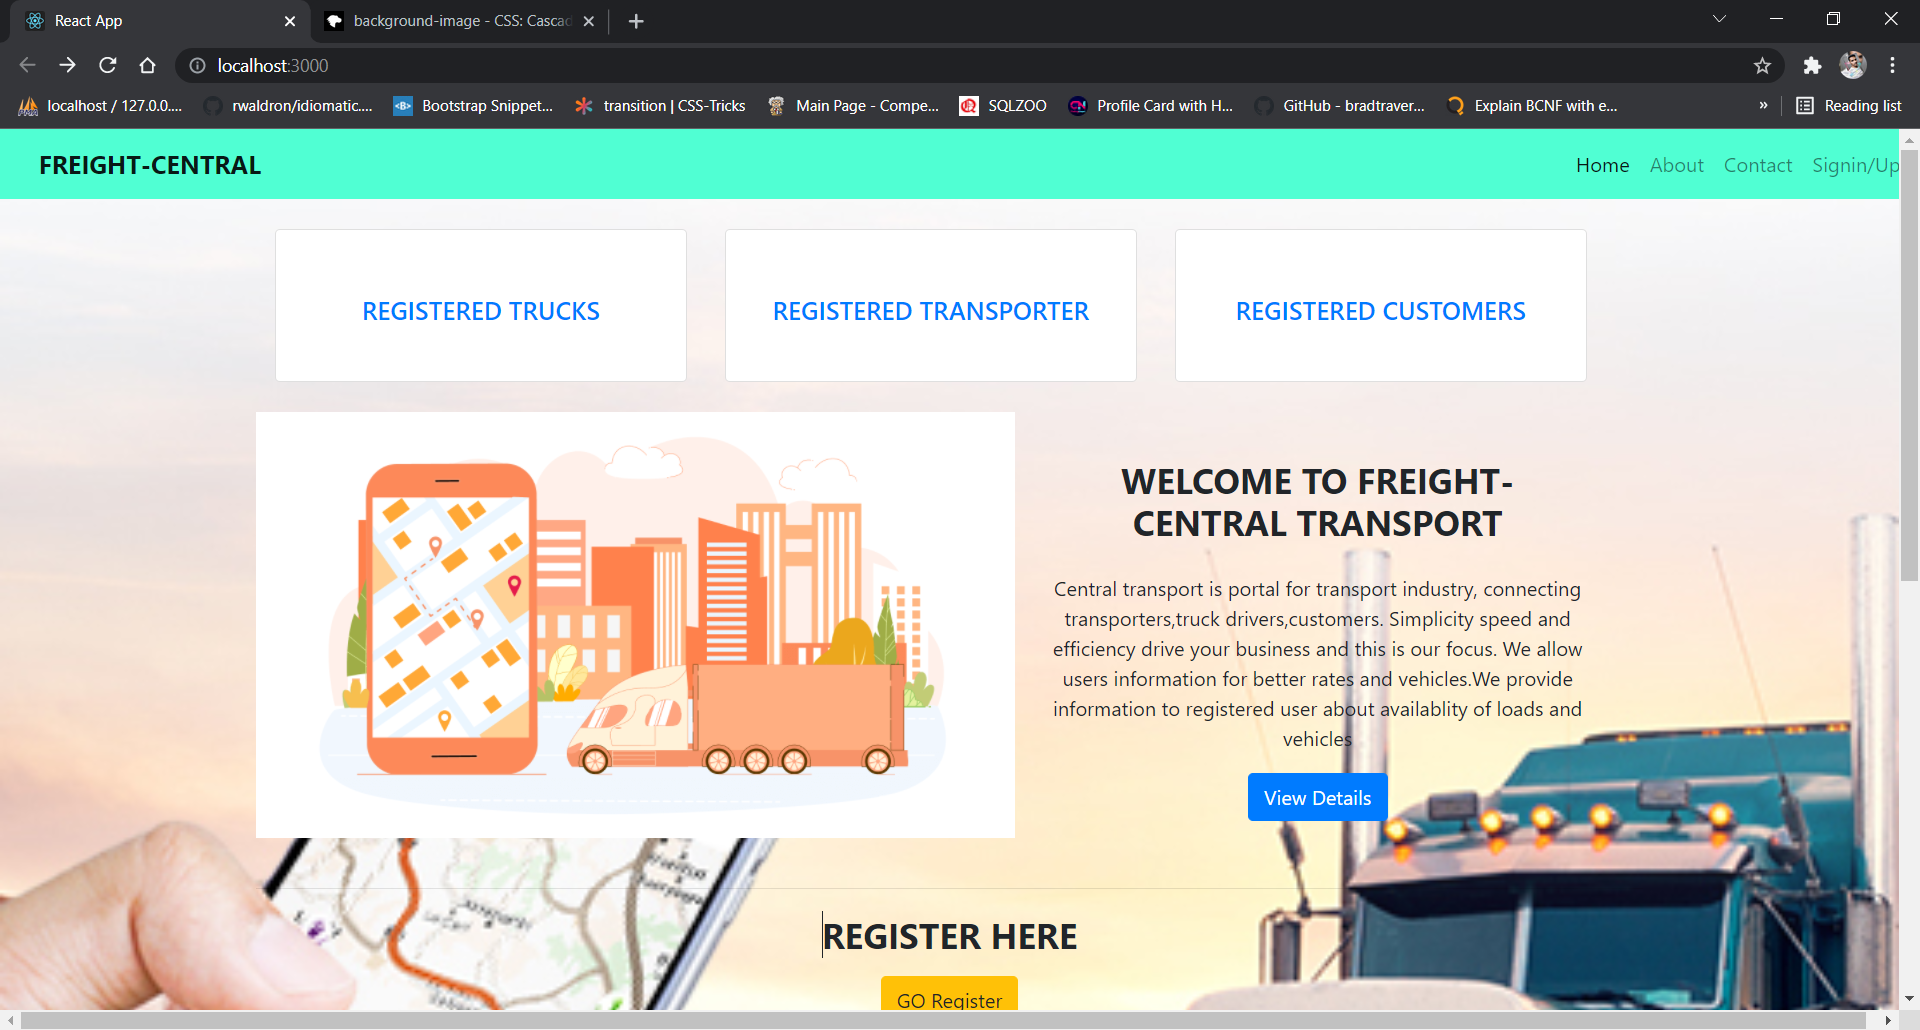 React App
background-image - CSS: Cascad
localhost:3000
localhost / 127.0.0....
rwaldron/idiomatic....
Bootstrap Snippet...
transition | CSS-Tricks
Main Page - Compe...
SQLZOO
Profile Card with H...
GitHub - bradtraver...
Explain BCNF with e...
»
Reading list
FREIGHT-CENTRAL
Home
About
Contact
Signin/Up
REGISTERED TRUCKS
REGISTERED TRANSPORTER
REGISTERED CUSTOMERS
WELCOME TO FREIGHT-
CENTRAL TRANSPORT
Central transport is portal for transport industry, connecting
transporters,truck drivers,customers. Simplicity speed and
efficiency drive your business and this is our focus. We allow
users information for better rates and vehicles.We provide
information to registered user about availablity of loads and
vehicles
View Details
REGISTER HERE
GO Register